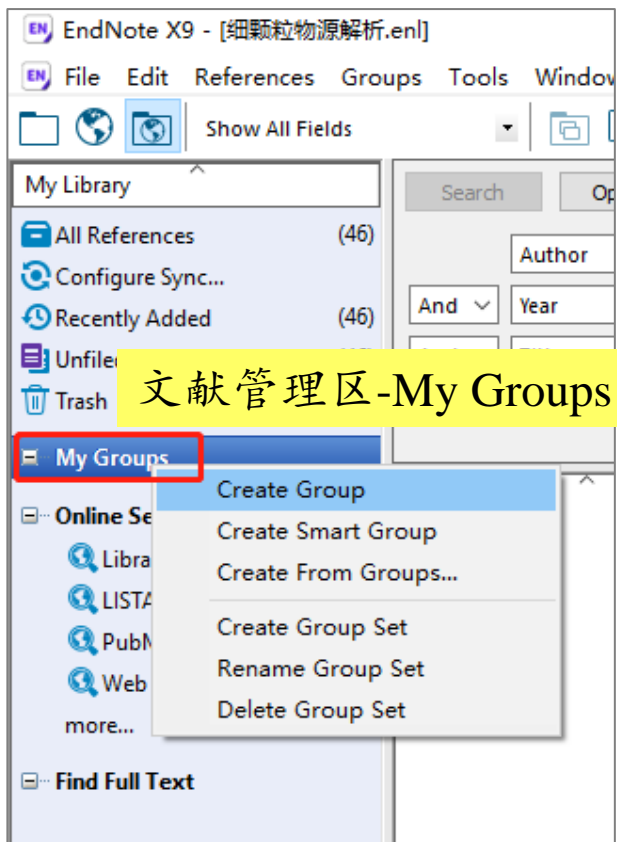 EndNote X9 - [细颗粒物源解析.enl]
File Edit References Groups Tools
Show All Fields
My Library
Search
All References (46)
Author
Configure Sync...
And Year
Recently Added (46)
文献管理区-My Groups
Trash
My Groups
Create Group
Online
Create Smart Group
Create From Groups...
LISTA
Create Group Set
Web
Rename Group Set
more...
Delete Group Set
Find Full Text